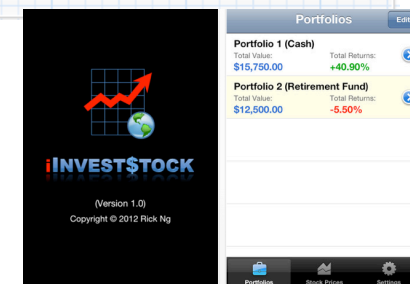 iINVEST$TOCK
(Version 1.0)
Copyright © 2012 Rick Ng
Portfolios
Edit
Portfolio 1 (Cash)
Total Value:
Total Returns:
$15,750.00
+40.90%
Portfolio 2 (Retirement Fund)
Total Value:
Total Returns:
$12,500.00
-5.50%
Portfolios
Stock Prices
Settings